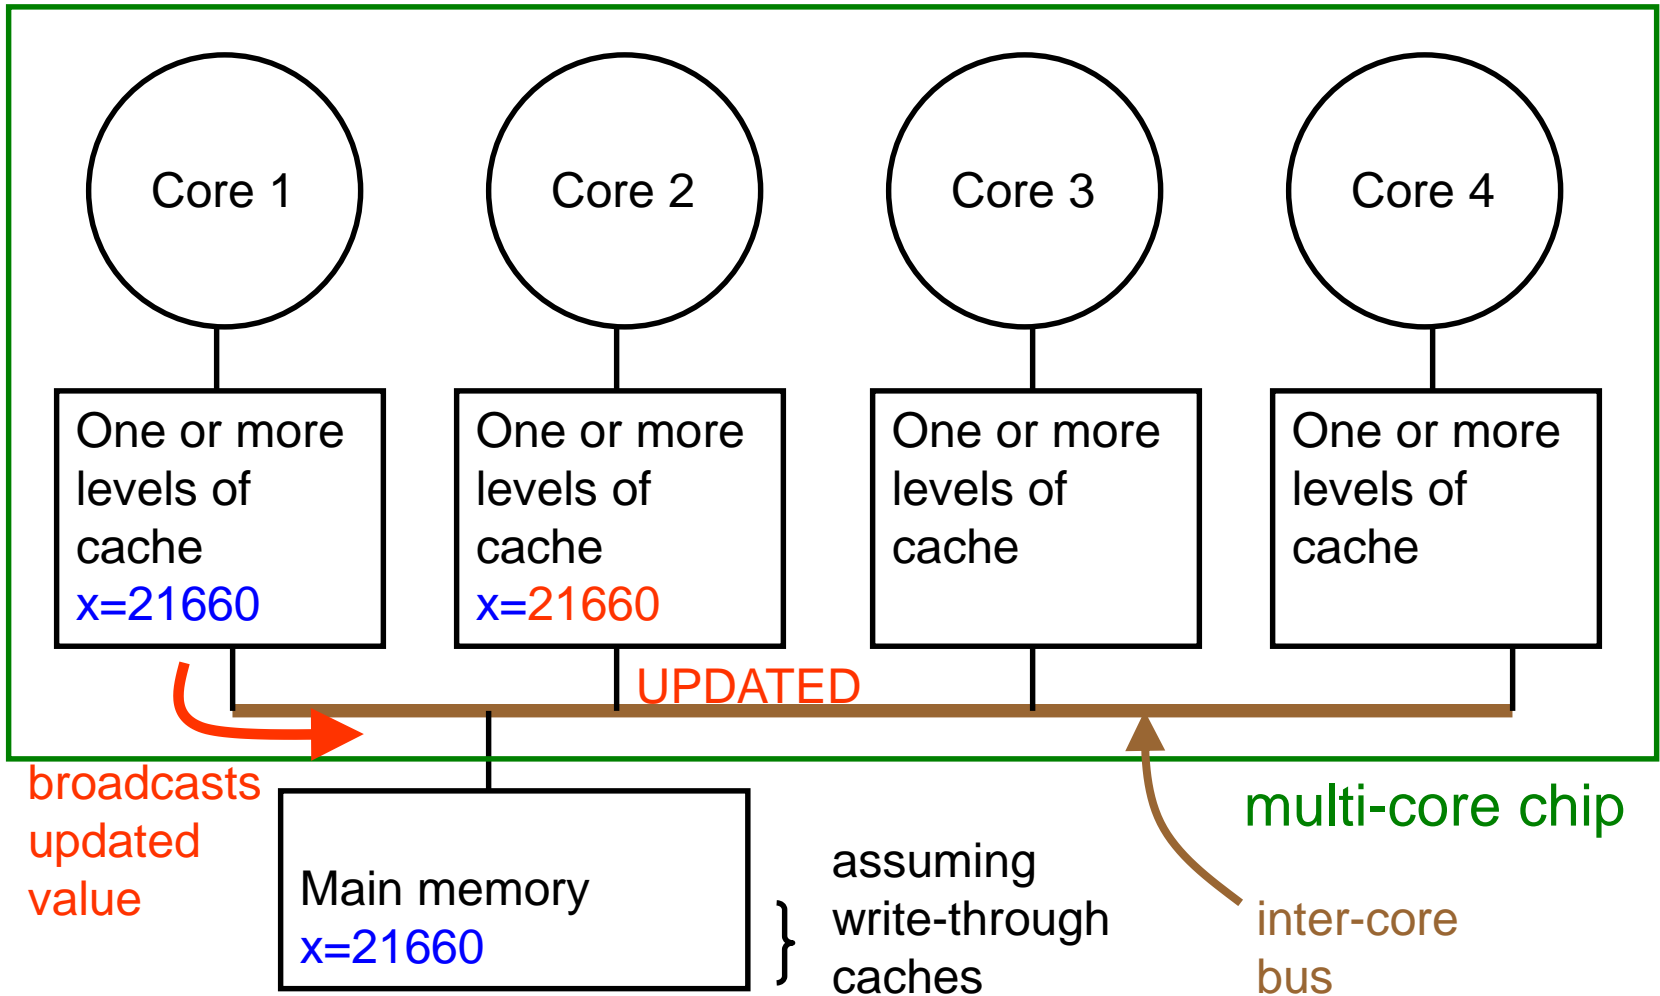 Core 1
Core 2
Core 3
Core 4
One or more
levels of
cache
x=21660
One or more
levels of
cache
x=21660
One or more
levels of
cache
One or more
levels of
cache
UPDATED
broadcasts
updated
value
Main memory
x=21660
assuming
write-through
caches
multi-core chip
inter-core
bus